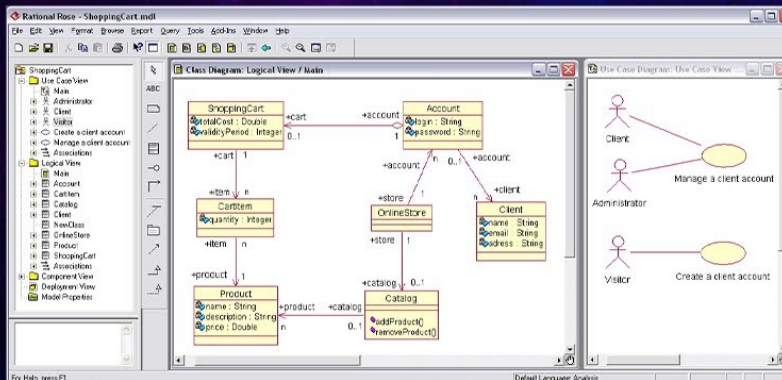 Rational Rose - ShoppingCart.mdl
File Edit View Format Browse Report Query Tools Add-Ins Window Help
ShoppingCart
Use Case View
Main
Administrator
Client
Visitor
Create a client account
Manage a client account
Associations
Logical View
Main
Account
CartItem
Catalog
Client
NewClass
OnlineStore
Product
ShoppingCart
Associations
Component View
Deployment View
Model Properties
ABC
Class Diagram: Logical View / Main
ShoppingCart
totalCost : Double
validityPeriod : Integer
+cart
0..1
+account
1
Account
login : String
password : String
+cart 1
+item n
CartItem
quantity : Integer
+item n
+product 1
Product
name : String
description : String
price : Double
+account n
0..1 +account
+store 1
OnlineStore
+store 1
+client
n
Client
name : String
email : String
adress : String
+catalog 0..1
Catalog
addProduct()
removeProduct()
+product
n
+catalog
0..1
Use Case Diagram: Use Case View
Client
Administrator
Manage a client account
Visitor
Create a client account
For Help, press F1
Default Language: Analysis